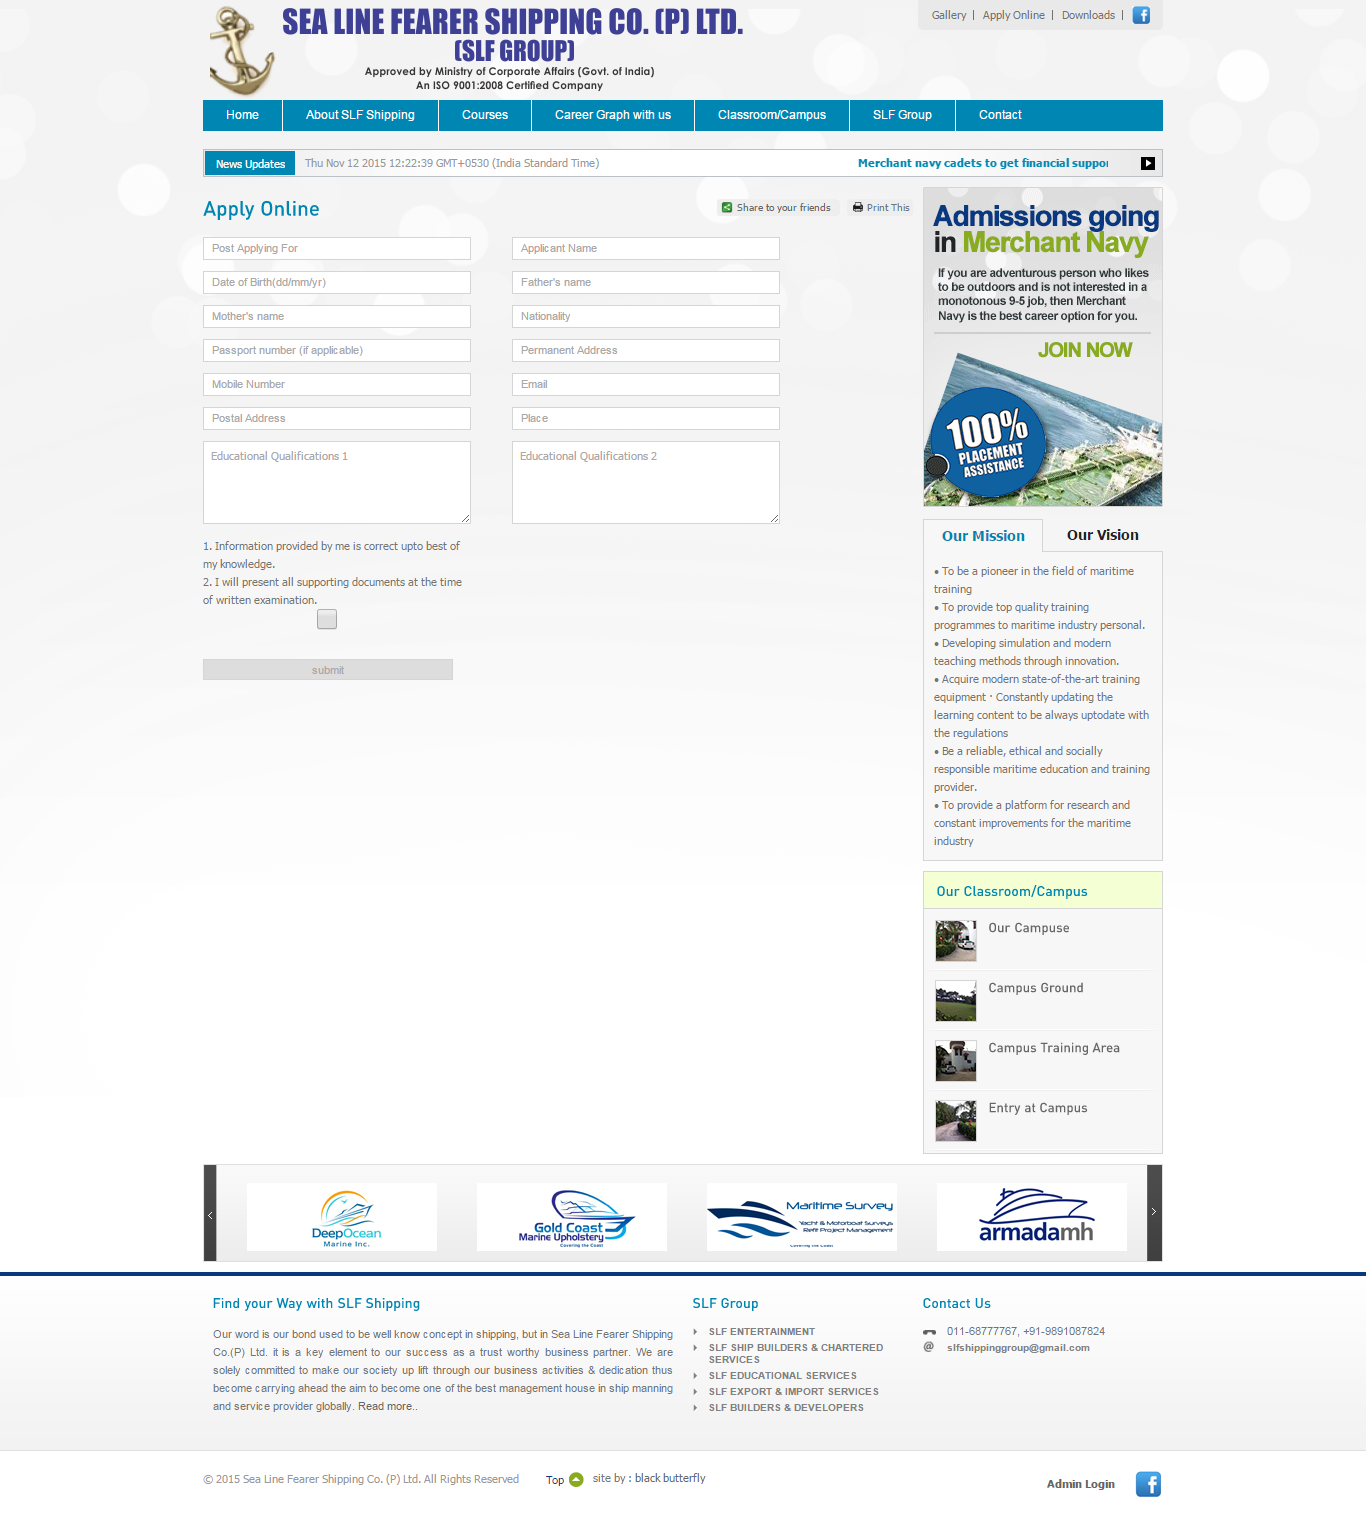 SEA LINE FEARER SHIPPING CO. (P) LTD.
(SLF GROUP)
Approved by Ministry of Corporate Affairs (Govt. of India)
An ISO 9001:2008 Certified Company
Gallery | Apply Online | Downloads |
Home
About SLF Shipping
Courses
Career Graph with us
Classroom/Campus
SLF Group
Contact
News Updates
Thu Nov 12 2015 12:22:39 GMT+0530 (India Standard Time)
Merchant navy cadets to get financial suppor
Apply Online
Share to your friends
Print This
Post Applying For
Applicant Name
Date of Birth(dd/mm/yr)
Father's name
Mother's name
Nationality
Passport number (if applicable)
Permanent Address
Mobile Number
Email
Postal Address
Place
Educational Qualifications 1
Educational Qualifications 2
1. Information provided by me is correct upto best of
my knowledge.
2. I will present all supporting documents at the time
of written examination.
submit
Admissions going
in Merchant Navy
If you are adventurous person who likes
to be outdoors and is not interested in a
monotonous 9-5 job, then Merchant
Navy is the best career option for you.
JOIN NOW
100%
PLACEMENT
ASSISTANCE
Our Mission
Our Vision
• To be a pioneer in the field of maritime
training
• To provide top quality training
programmes to maritime industry personal.
• Developing simulation and modern
teaching methods through innovation.
• Acquire modern state-of-the-art training
equipment · Constantly updating the
learning content to be always uptodate with
the regulations
• Be a reliable, ethical and socially
responsible maritime education and training
provider.
• To provide a platform for research and
constant improvements for the maritime
industry
Our Classroom/Campus
Our Campuse
Campus Ground
Campus Training Area
Entry at Campus
DeepOcean
Marine Inc.
Gold Coast
Marine Upholstery
Covering the Coast
Maritime Survey
Yacht & Motorboat Surveys
Refit Project Management
Covering the Coast
armadamh
Find your Way with SLF Shipping
Our word is our bond used to be well know concept in shipping, but in Sea Line Fearer Shipping
Co.(P) Ltd. it is a key element to our success as a trust worthy business partner. We are
solely committed to make our society up lift through our business activities & dedication thus
become carrying ahead the aim to become one of the best management house in ship manning
and service provider globally. Read more..
SLF Group
SLF ENTERTAINMENT
SLF SHIP BUILDERS & CHARTERED
SERVICES
SLF EDUCATIONAL SERVICES
SLF EXPORT & IMPORT SERVICES
SLF BUILDERS & DEVELOPERS
Contact Us
011-68777767, +91-9891087824
@ slfshippinggroup@gmail.com
© 2015 Sea Line Fearer Shipping Co. (P) Ltd. All Rights Reserved
Top
site by : black butterfly
Admin Login